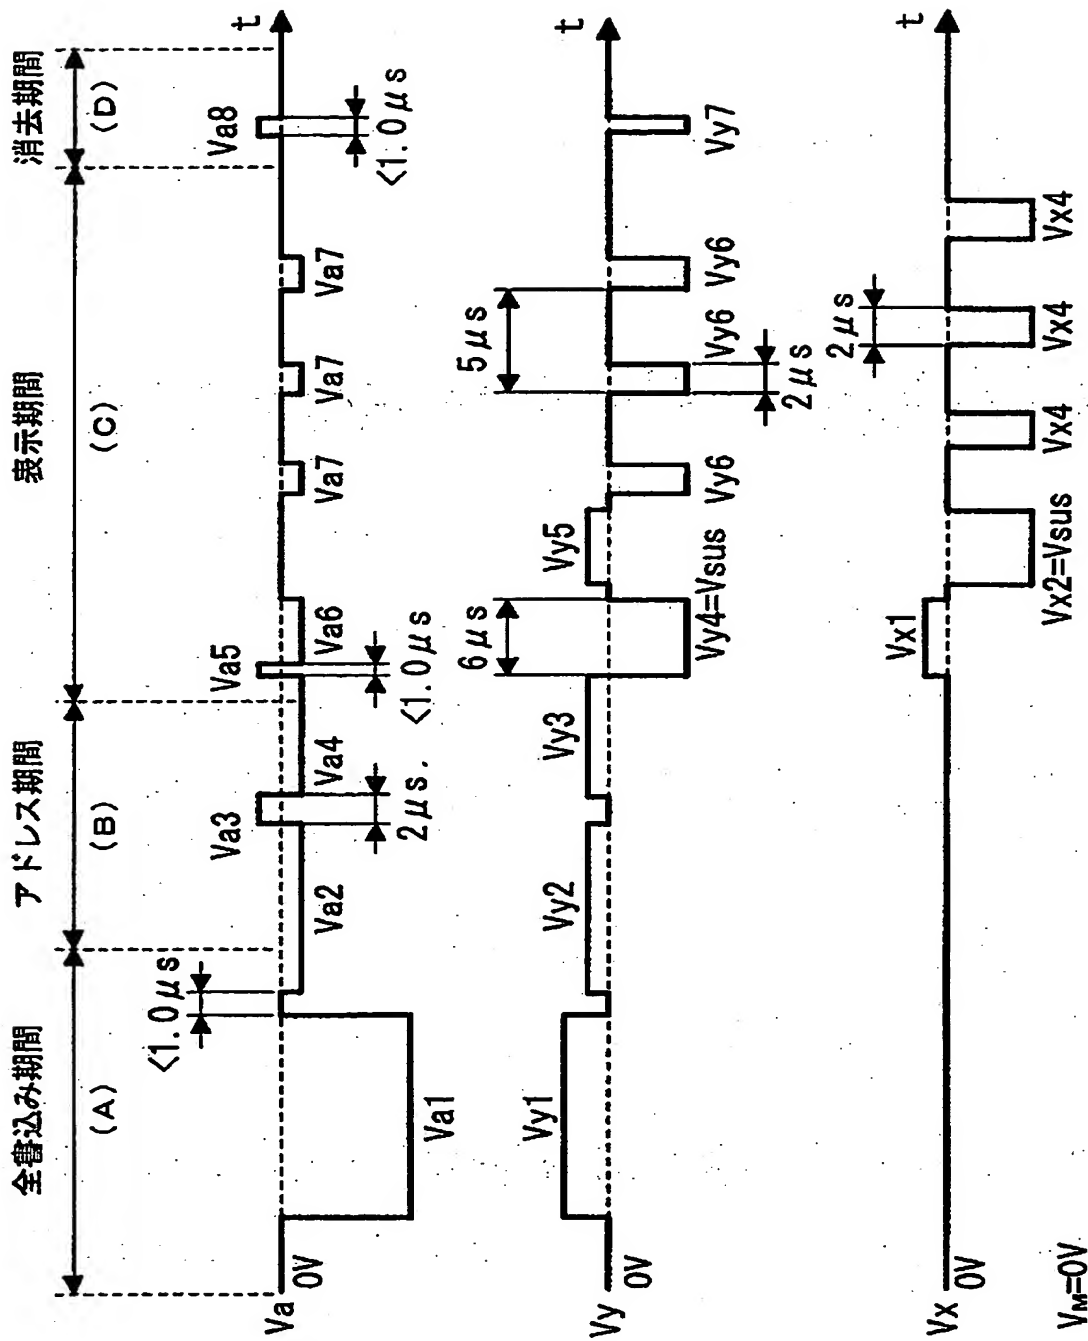 全書込み期間
アドレス期間
表示期間
消去期間
(A)
(B)
(C)
(D)
<1.0μs
Va
0V
Va1
Va2
Va3
2μs.
Va4
Va5
<1.0μs
Va6
Va7
Va7
Va7
Va8
<1.0μs
t
Vy
0V
Vy1
Vy2
Vy3
6μs
Vy4=Vsus
Vy5
Vy6
5μs
2μs
Vy6
Vy6
Vy7
t
Vx
0V
Vx1
Vx2=Vsus
Vx4
2μs
Vx4
Vx4
t
VM=0V